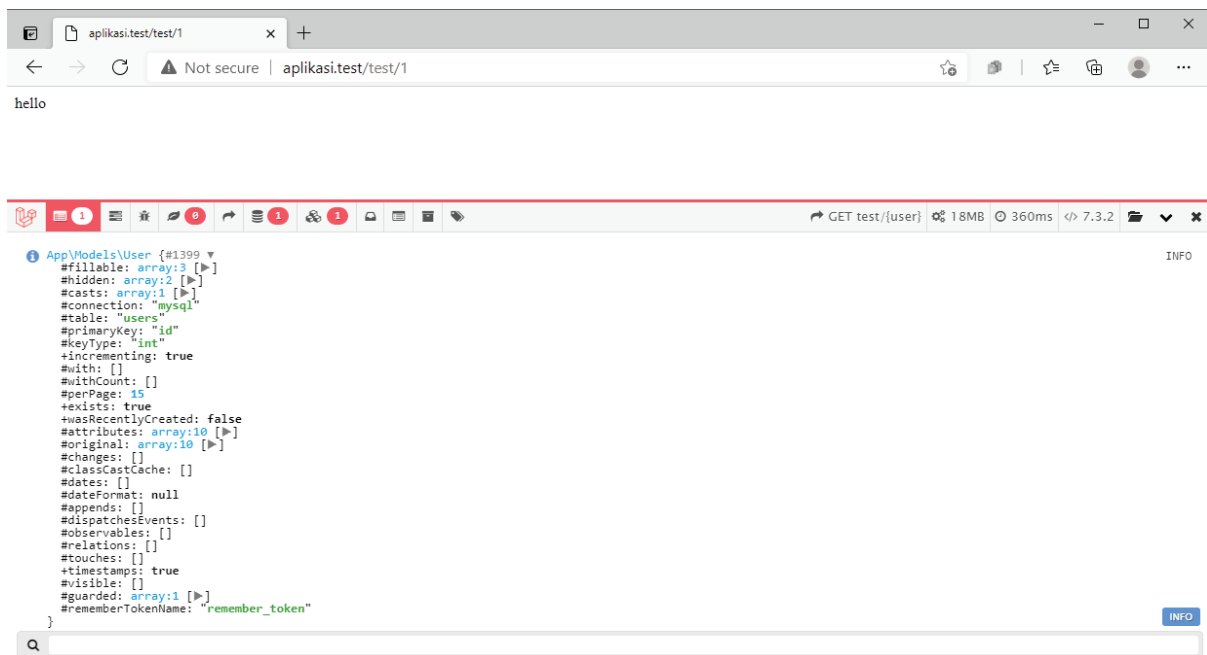 aplikasi.test/test/1
Not secure | aplikasi.test/test/1
hello
1 0 1 1 GET test/{user} 18MB 360ms 7.3.2
App\Models\User {#1399 ▼ INFO
#fillable: array:3 [▶]
#hidden: array:2 [▶]
#casts: array:1 [▶]
#connection: "mysql"
#table: "users"
#primaryKey: "id"
#keyType: "int"
+incrementing: true
#with: []
#withCount: []
#perPage: 15
+exists: true
+wasRecentlyCreated: false
#attributes: array:10 [▶]
#original: array:10 [▶]
#changes: []
#classCastCache: []
#dates: []
#dateFormat: null
#appends: []
#dispatchesEvents: []
#observables: []
#relations: []
#touches: []
+timestamps: true
#visible: []
#guarded: array:1 [▶]
#rememberTokenName: "remember_token"
}
INFO